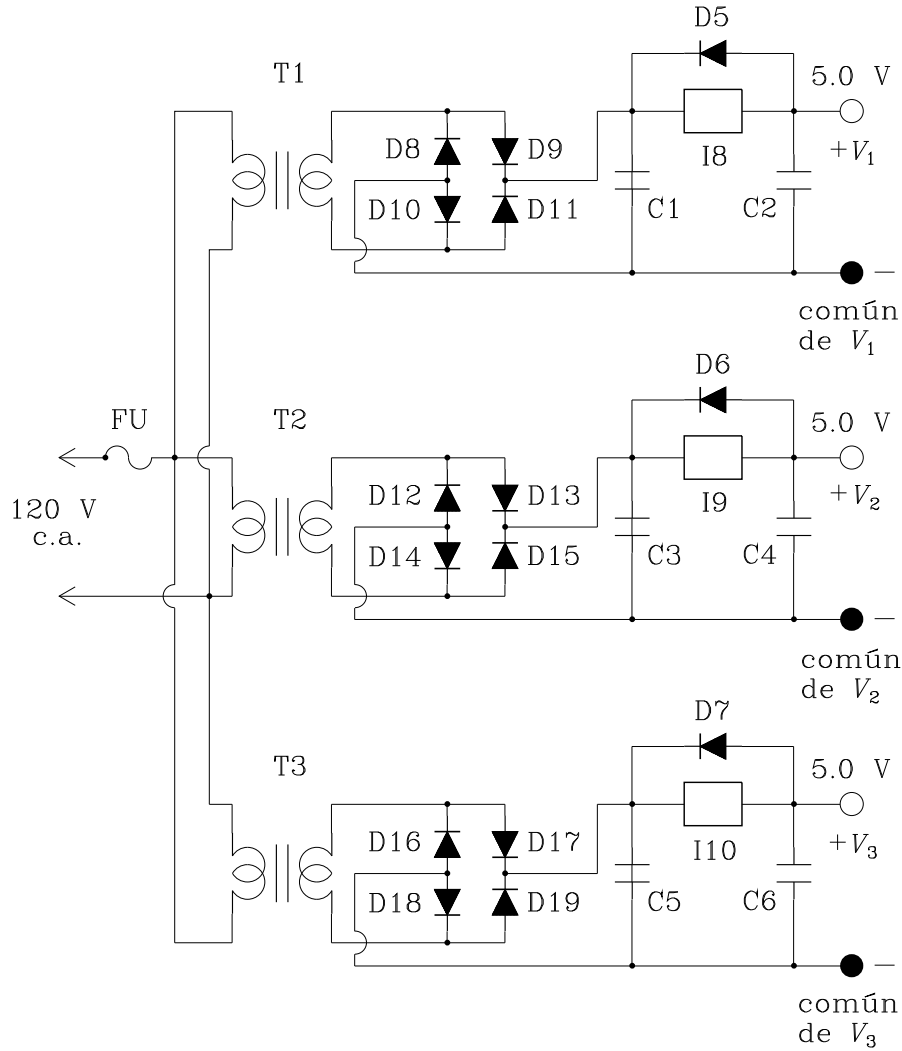 D5
T1
5.0 V
D8
D9
I8
+V₁
D10
D11
C1
C2
−
común
de V₁
D6
FU
T2
5.0 V
D12
D13
I9
+V₂
120 V
c.a.
D14
D15
C3
C4
−
común
de V₂
D7
T3
5.0 V
D16
D17
I10
+V₃
D18
D19
C5
C6
−
común
de V₃